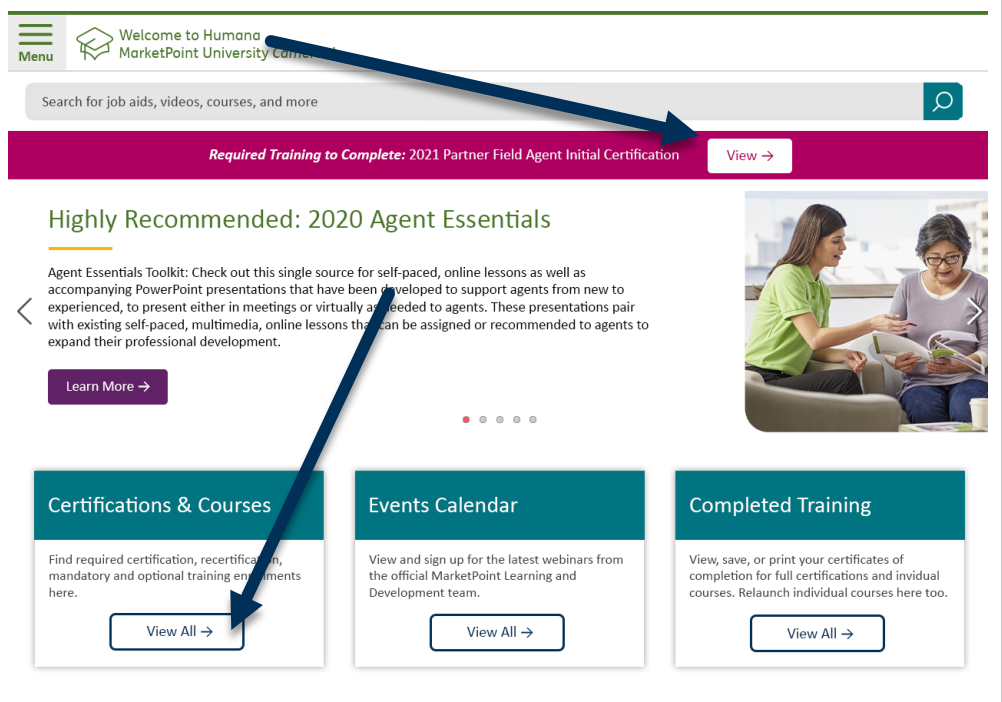 Welcome to Humana
Menu
MarketPoint University
Search for job aids, videos, courses, and more
Required Training to Complete: 2021 Partner Field Agent Initial Certification
View →
Highly Recommended: 2020 Agent Essentials
Agent Essentials Toolkit: Check out this single source for self-paced, online lessons as well as
accompanying PowerPoint presentations that have been developed to support agents from new to
experienced, to present either in meetings or virtually as needed to agents. These presentations pair
with existing self-paced, multimedia, online lessons that can be assigned or recommended to agents to
expand their professional development.
Learn More →
Certifications & Courses
Find required certification, recertification,
mandatory and optional training enrollments
here.
View All →
Events Calendar
View and sign up for the latest webinars from
the official MarketPoint Learning and
Development team.
View All →
Completed Training
View, save, or print your certificates of
completion for full certifications and invidual
courses. Relaunch individual courses here too.
View All →